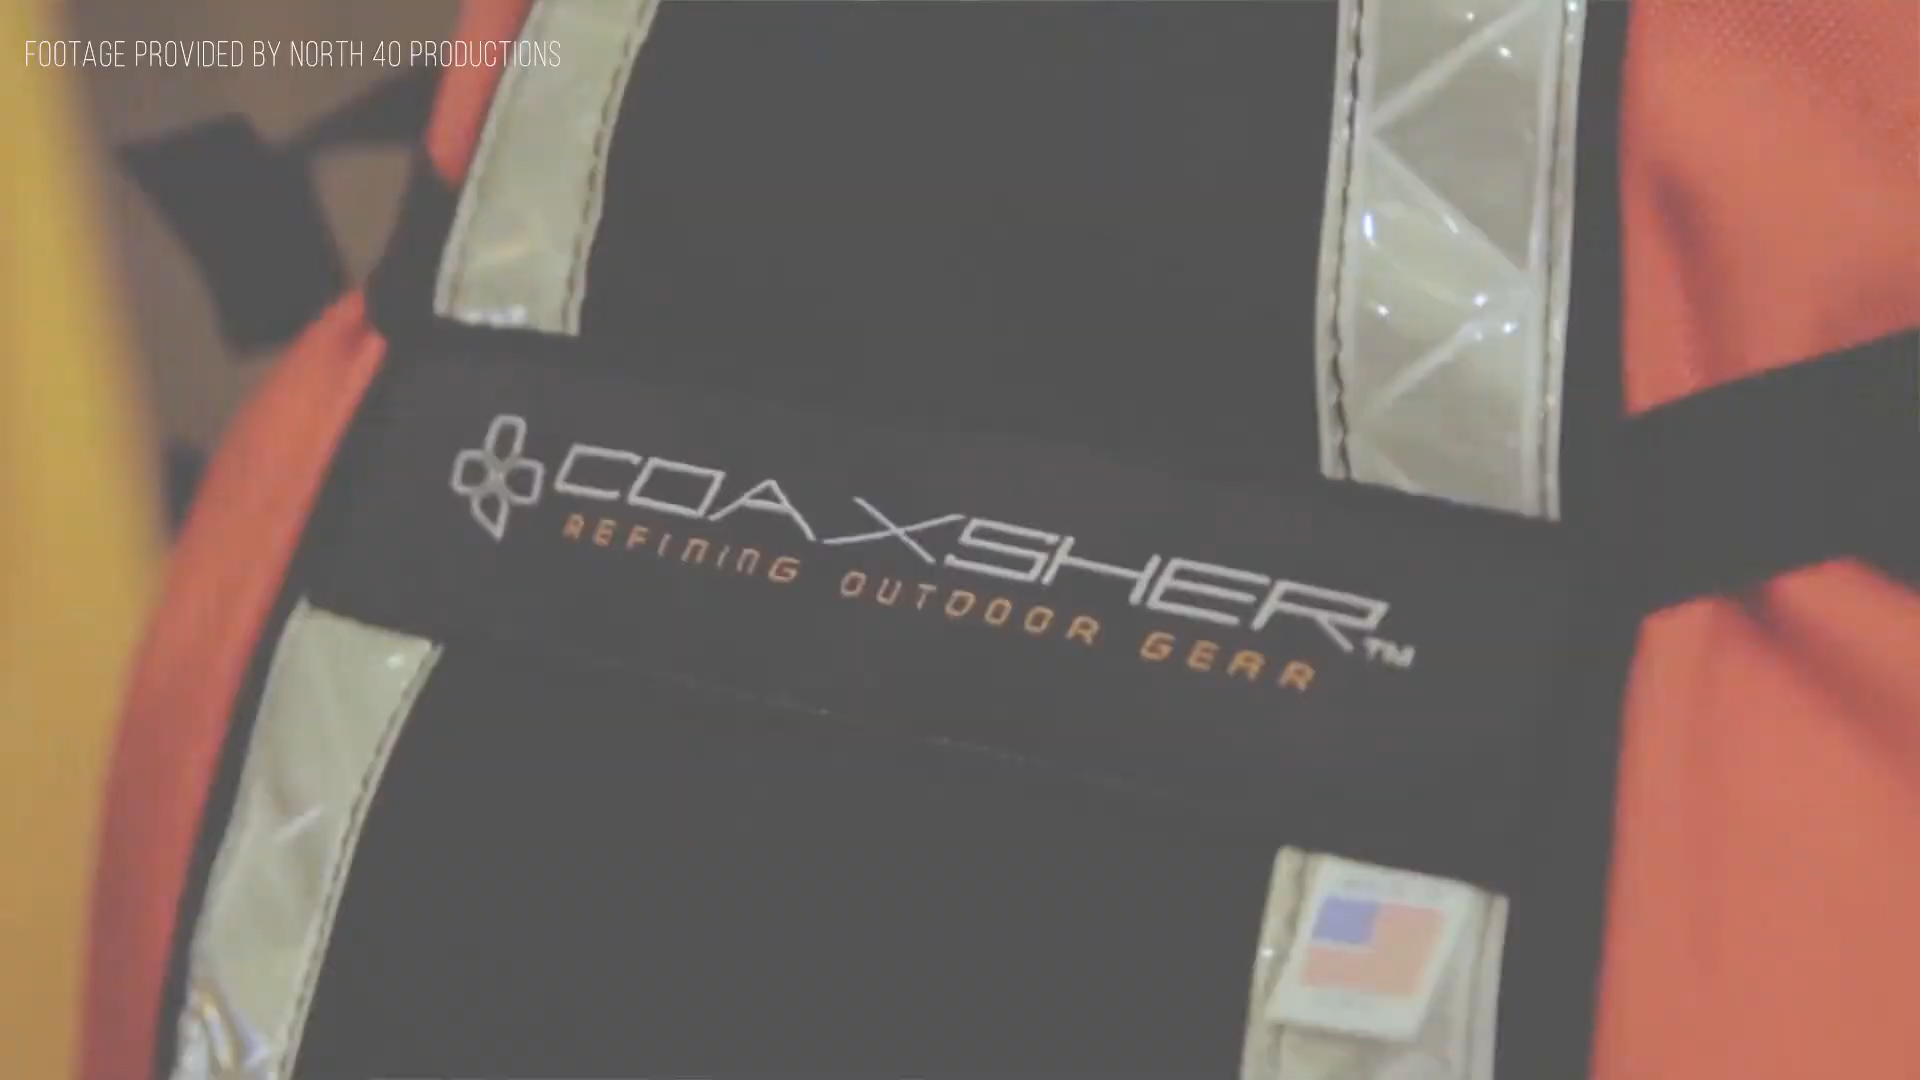 FOOTAGE PROVIDED BY NORTH 40 PRODUCTIONS
COAXSHER™
REFINING OUTDOOR GEAR